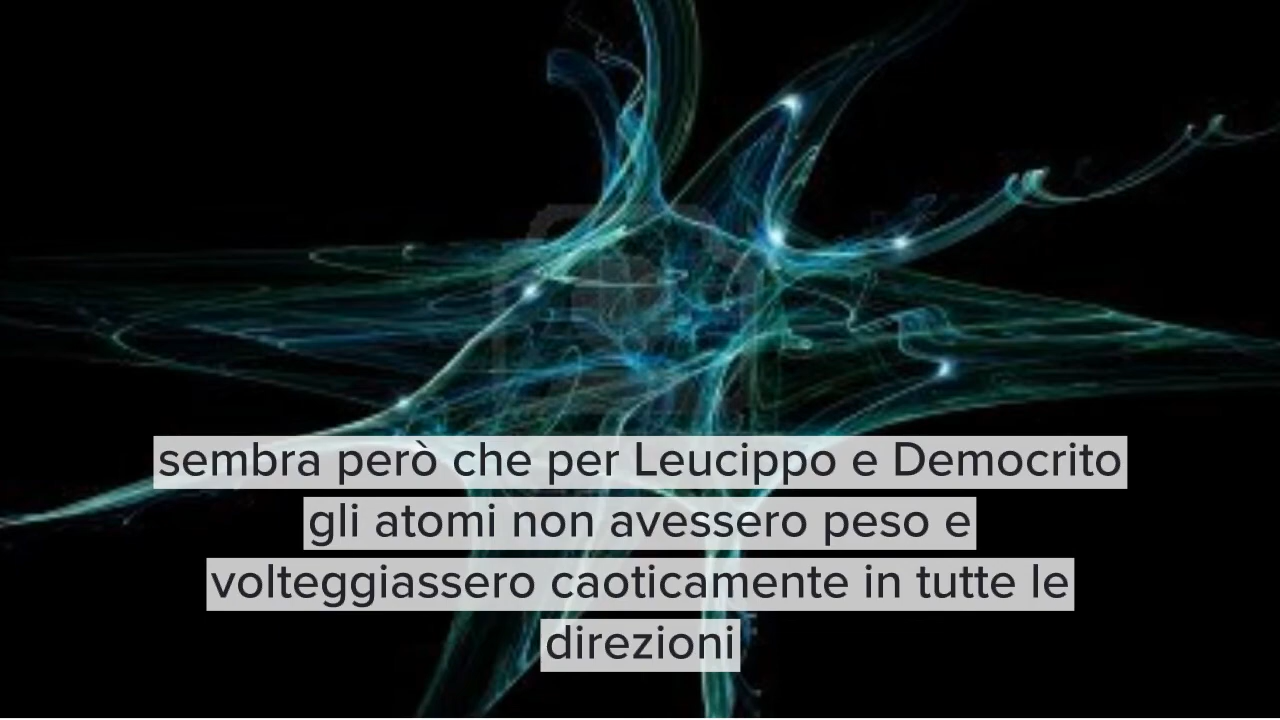 sembra però che per Leucippo e Democrito
gli atomi non avessero peso e
volteggiassero caoticamente in tutte le
direzioni